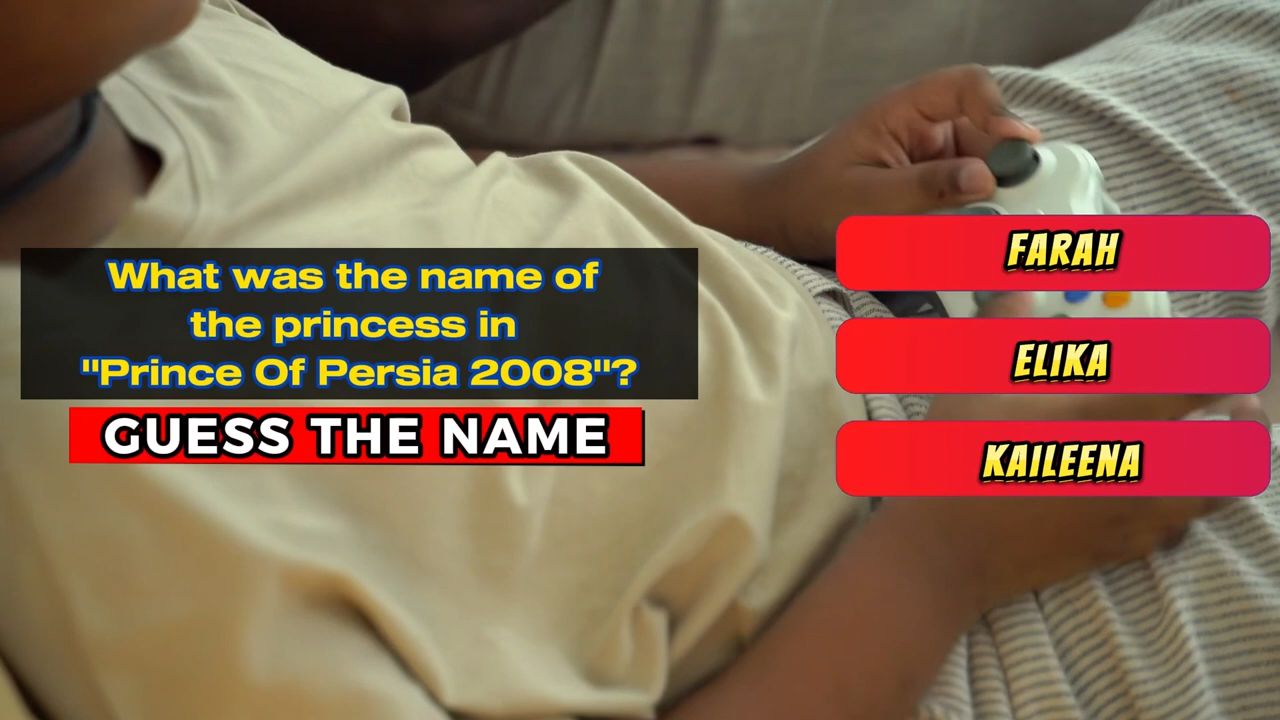 What was the name of
the princess in
"Prince Of Persia 2008"?
GUESS THE NAME
FARAH
ELIKA
KAILEENA